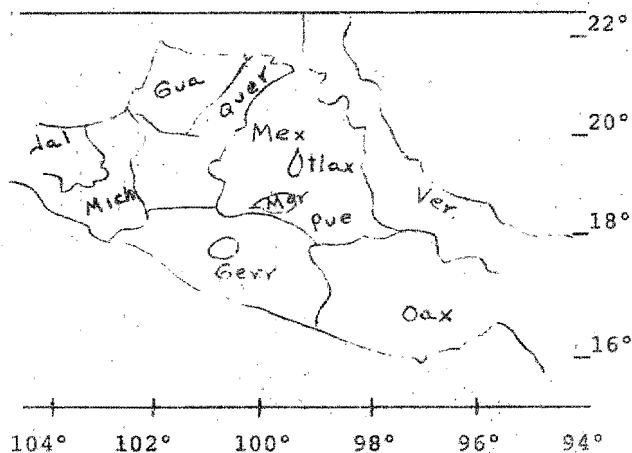 22°
Gua
Quer
20°
Jal
Mex
Tlax
Mich
Mor
Ver.
Pue
18°
Gerr
Oax
16°
104° 102° 100° 98° 96° 94°